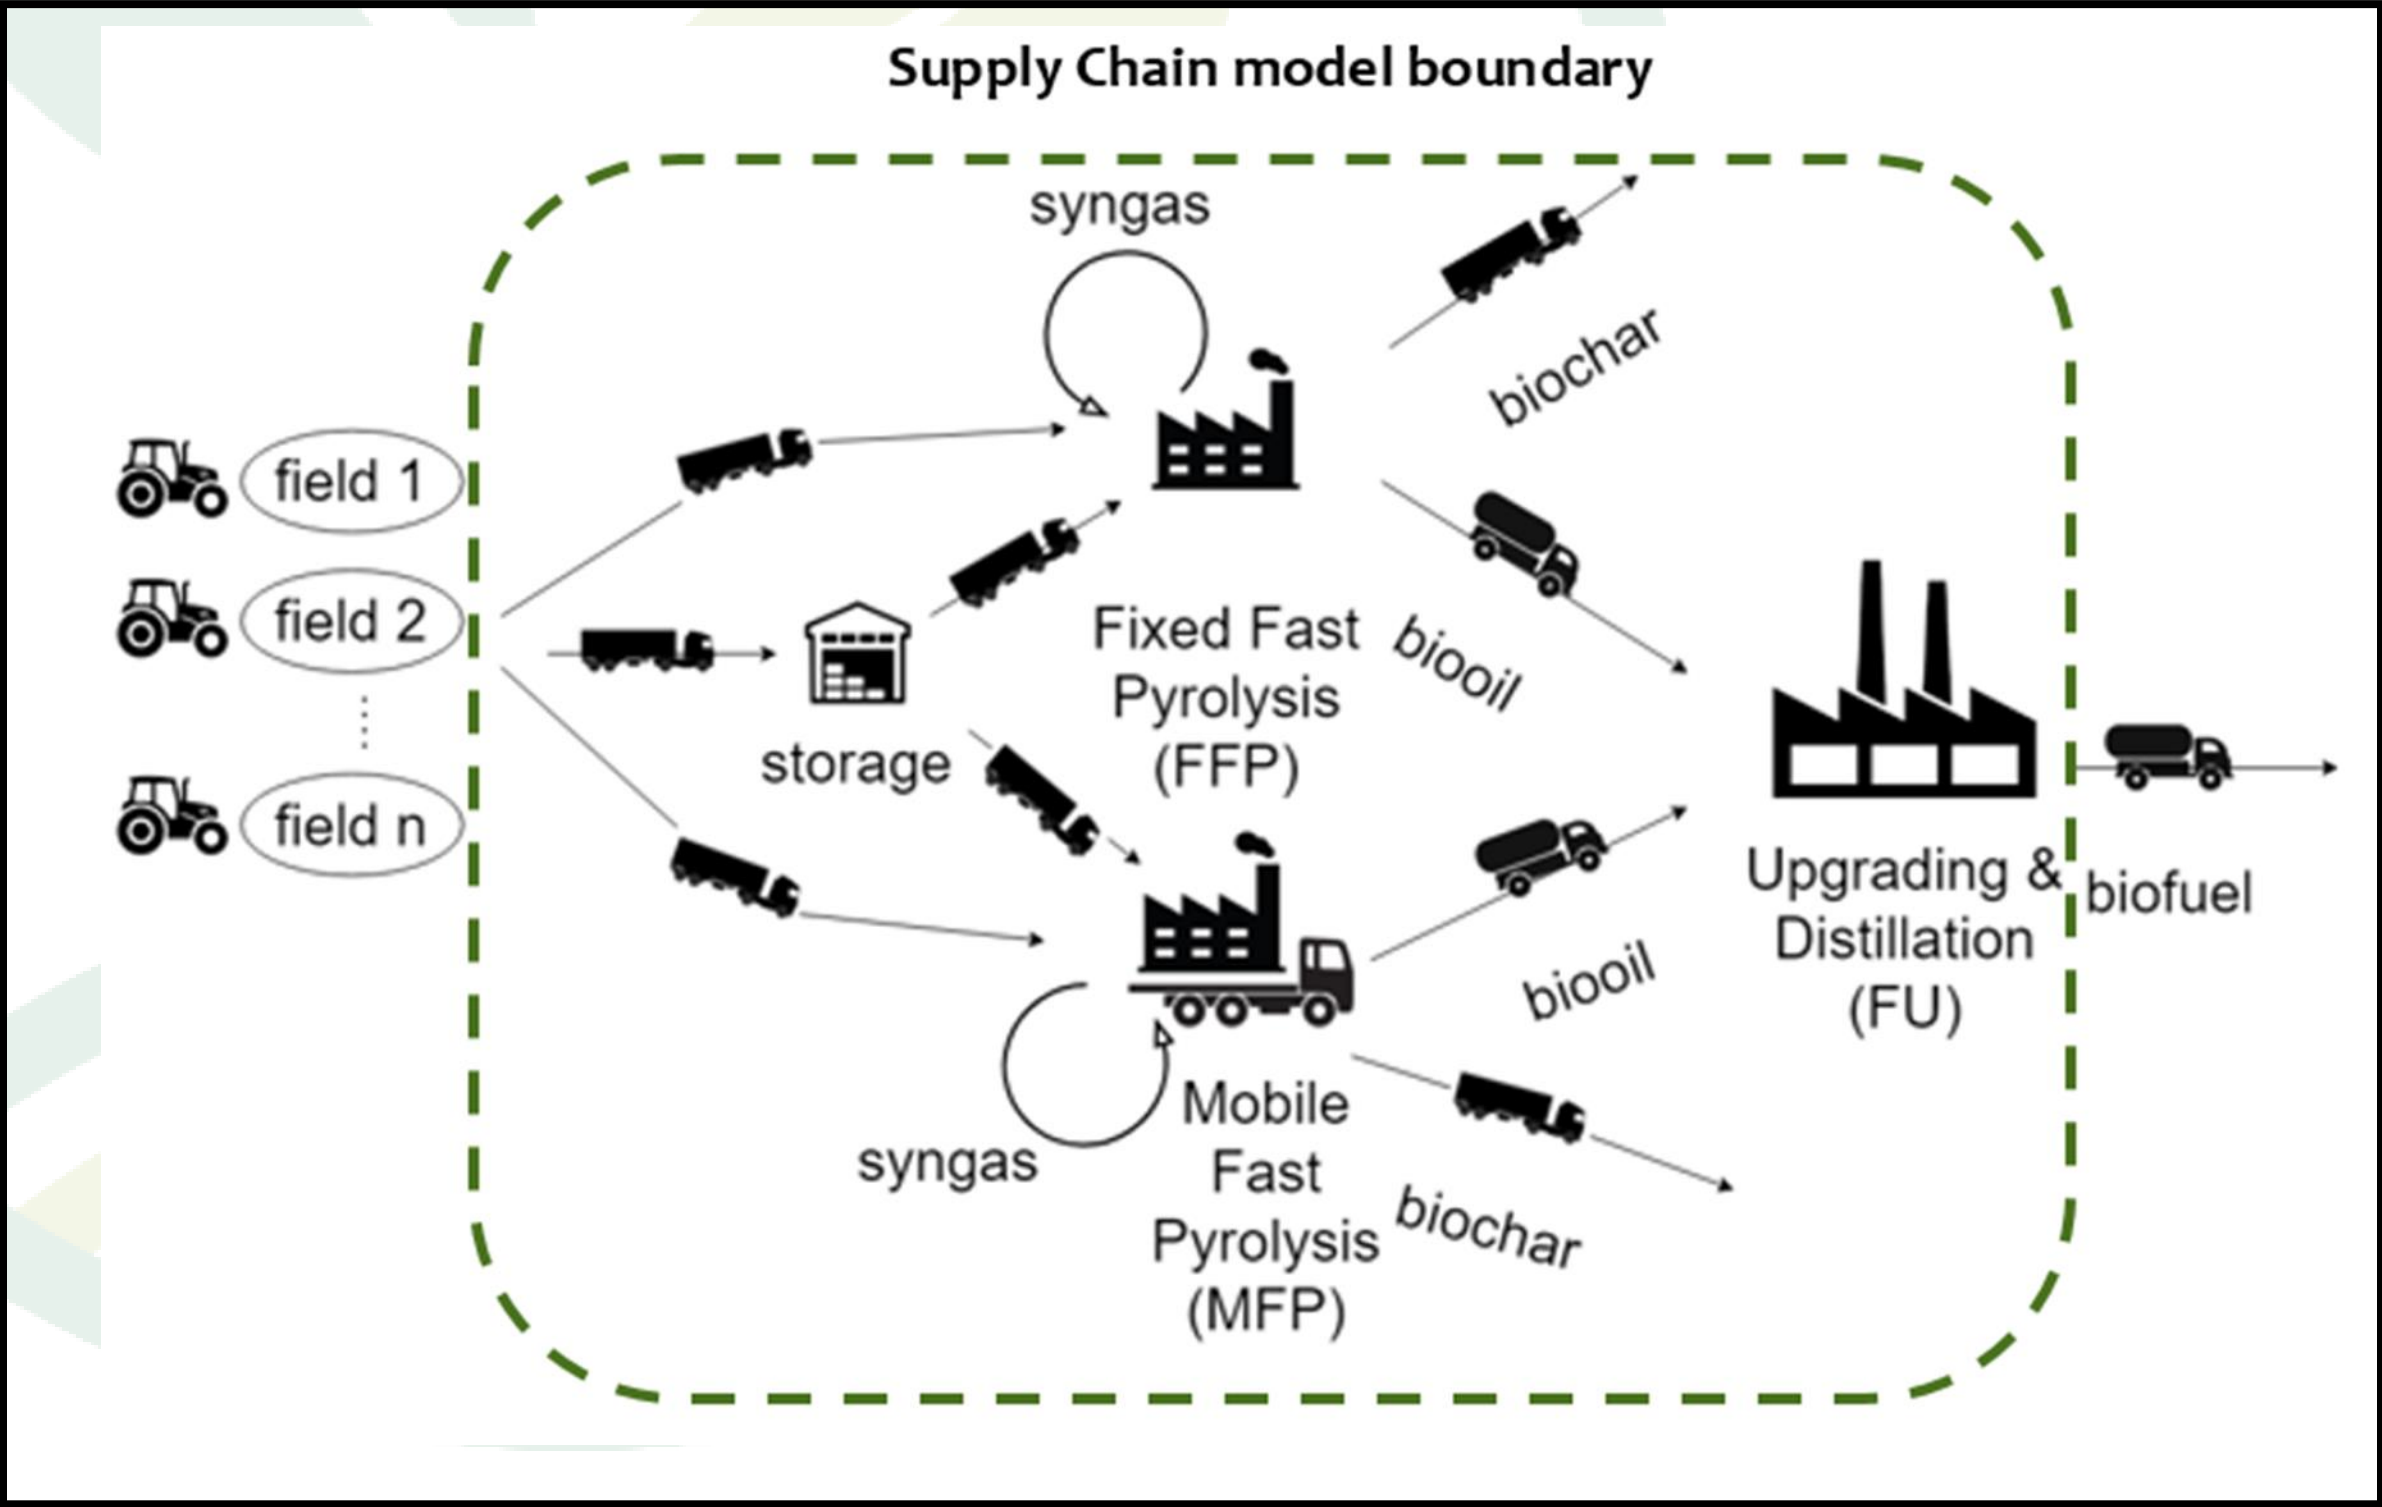 Supply Chain model boundary
syngas
biochar
field 1
field 2
field n
storage
Fixed Fast
Pyrolysis
(FFP)
biooil
Upgrading &
Distillation
(FU)
biofuel
biooil
syngas
Mobile
Fast
Pyrolysis
(MFP)
biochar